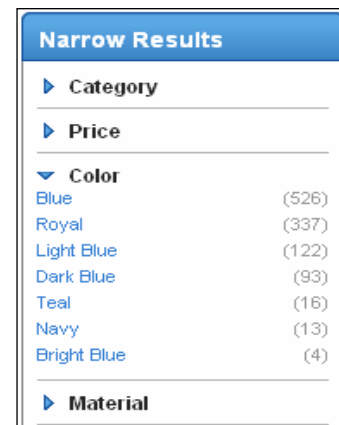 Narrow Results
Category
Price
Color
Blue (526)
Royal (337)
Light Blue (122)
Dark Blue (93)
Teal (16)
Navy (13)
Bright Blue (4)
Material